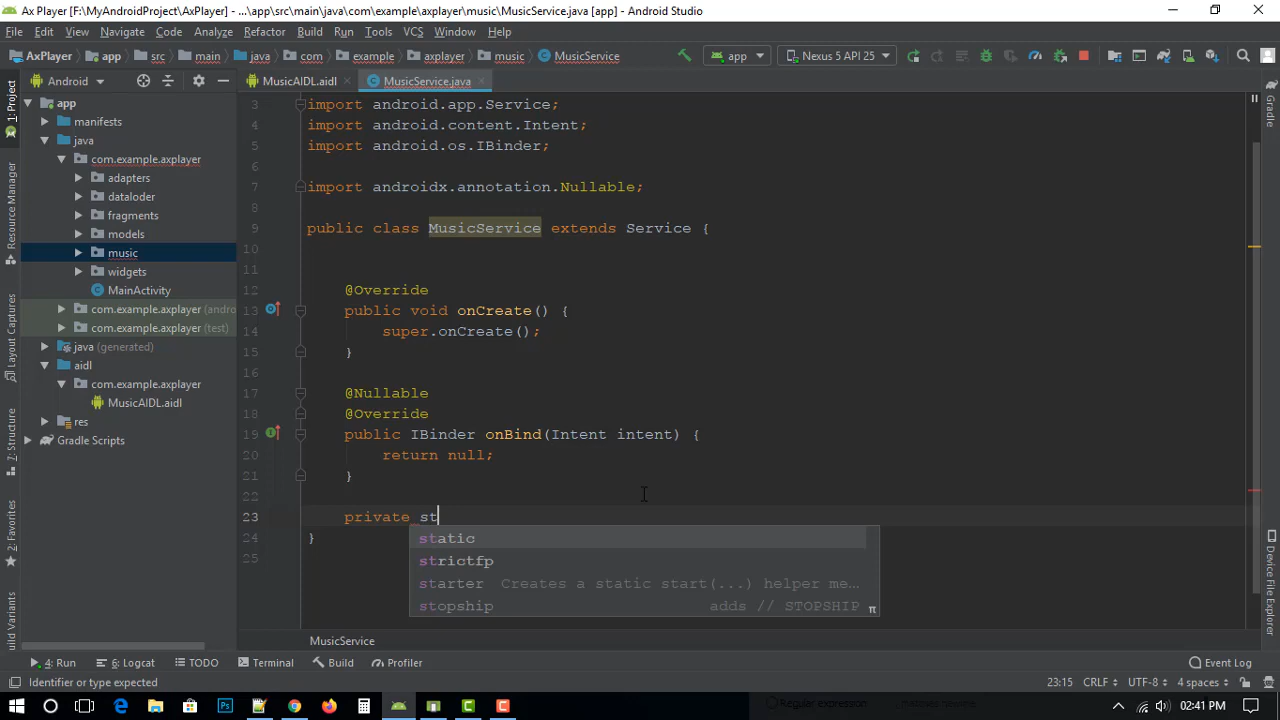 Ax Player [F:\MyAndroidProject\AxPlayer] - ...\app\src\main\java\com\example\axplayer\music\MusicService.java [app] - Android Studio
File Edit View Navigate Code Analyze Refactor Build Run Tools VCS Window Help
AxPlayer app src main java com example axplayer music MusicService app Nexus 5 API 25
Android MusicAIDL.aidl MusicService.java
1: Project
Resource Manager
Layout Captures
7: Structure
2: Favorites
uild Variants
app
manifests
java
com.example.axplayer
adapters
dataloder
fragments
models
music
widgets
MainActivity
com.example.axplayer (andro
com.example.axplayer (test)
java (generated)
aidl
com.example.axplayer
MusicAIDL.aidl
res
Gradle Scripts
3 import android.app.Service;
4 import android.content.Intent;
5 import android.os.IBinder;
6
7 import androidx.annotation.Nullable;
8
9 public class MusicService extends Service {
10
11
12 @Override
13 public void onCreate() {
14 super.onCreate();
15 }
16
17 @Nullable
18 @Override
19 public IBinder onBind(Intent intent) {
20 return null;
21 }
22
23 private st
24 }
25
static
strictfp
starter Creates a static start(...) helper me...
stopship adds // STOPSHIP π
MusicService
Gradle
Device File Explorer
4: Run 6: Logcat TODO Terminal Build Profiler Event Log
Identifier or type expected 23:15 CRLF UTF-8 4 spaces
Ps 02:41 PM